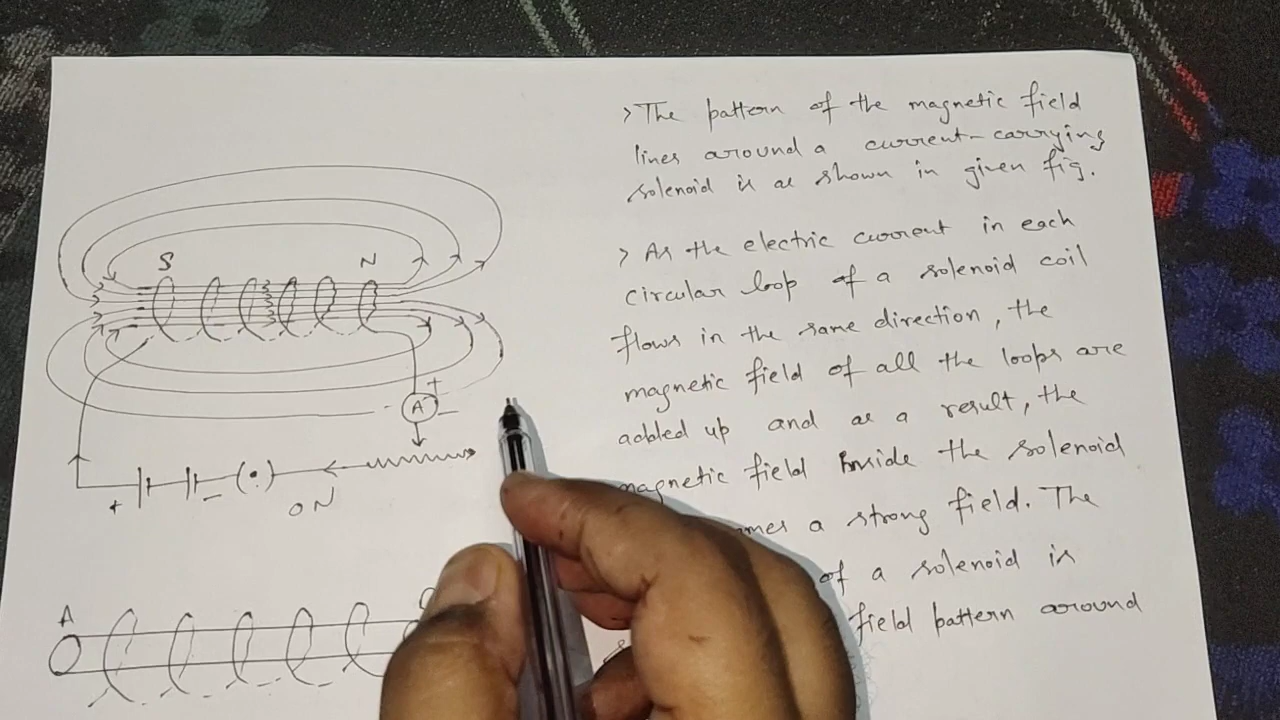 > The pattern of the magnetic field
lines around a current-carrying
solenoid is as shown in given fig.
> As the electric current in each
circular loop of a solenoid coil
flows in the same direction, the
magnetic field of all the loops are
added up and as a result, the
magnetic field inside the solenoid
a strong field. The
of a solenoid is
field pattern around
S N
+
A
-
+ - (.)
ON
A